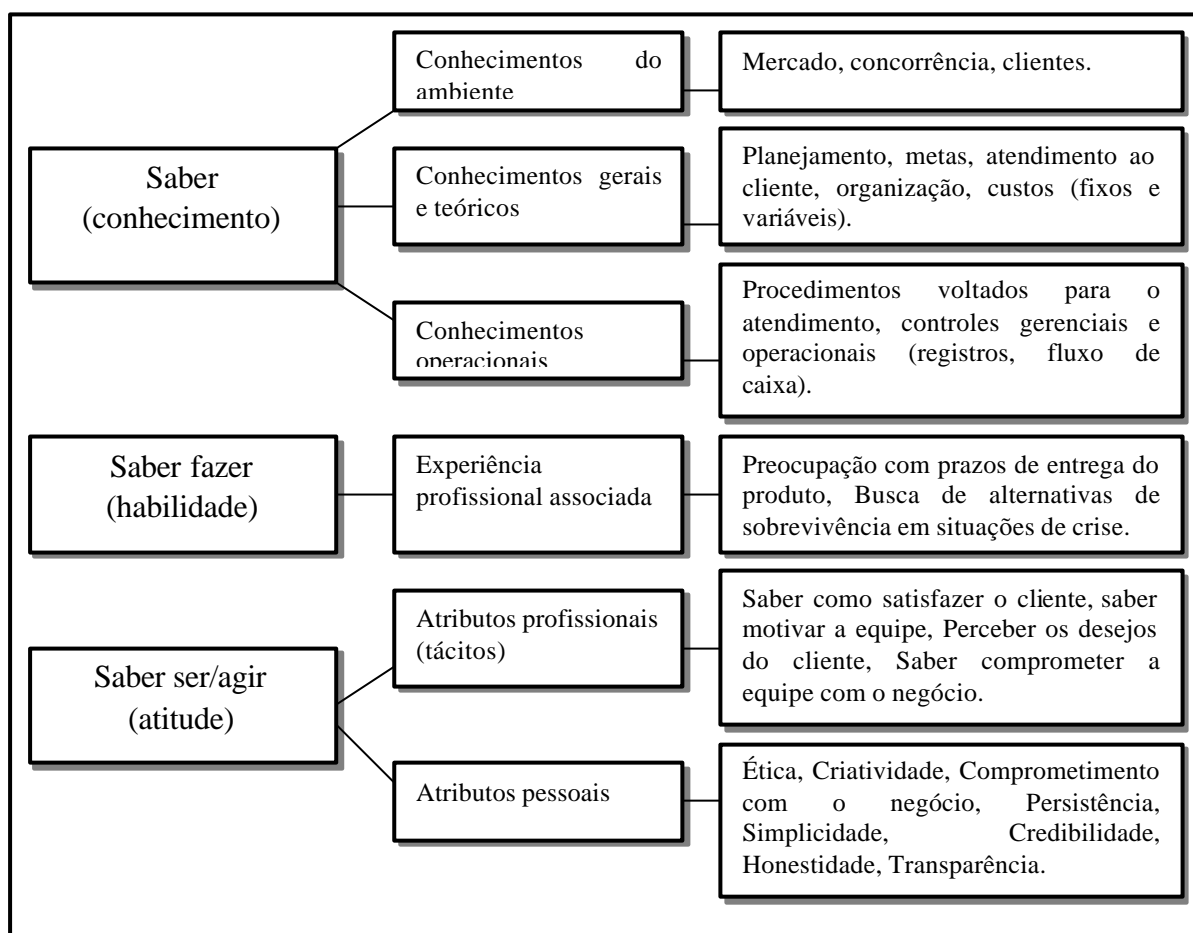 Conhecimentos do
ambiente
Mercado, concorrência, clientes.
Saber
(conhecimento)
Conhecimentos gerais
e teóricos
Planejamento, metas, atendimento ao
cliente, organização, custos (fixos e
variáveis).
Conhecimentos
operacionais
Procedimentos voltados para o
atendimento, controles gerenciais e
operacionais (registros, fluxo de
caixa).
Saber fazer
(habilidade)
Experiência
profissional associada
Preocupação com prazos de entrega do
produto, Busca de alternativas de
sobrevivência em situações de crise.
Saber ser/agir
(atitude)
Atributos profissionais
(tácitos)
Saber como satisfazer o cliente, saber
motivar a equipe, Perceber os desejos
do cliente, Saber comprometer a
equipe com o negócio.
Atributos pessoais
Ética, Criatividade, Comprometimento
com o negócio, Persistência,
Simplicidade, Credibilidade,
Honestidade, Transparência.